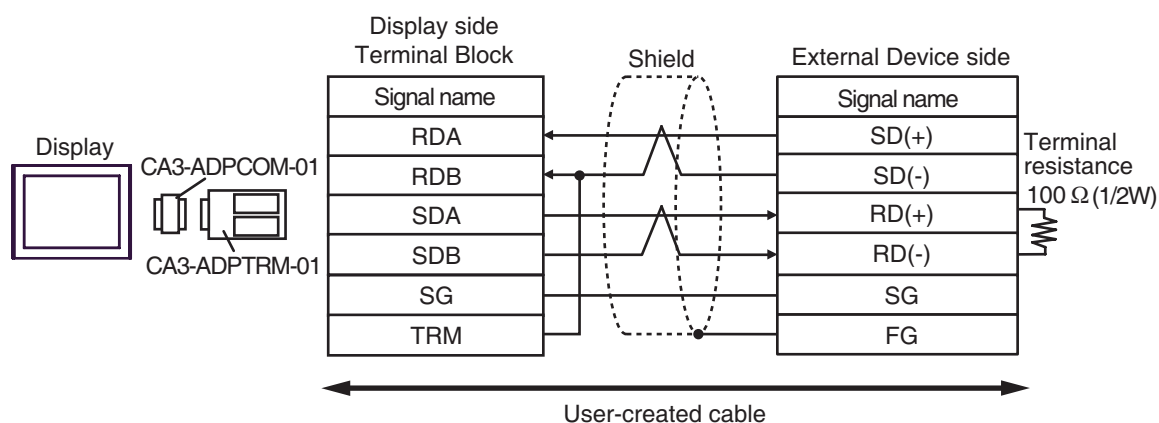 Display side
Terminal Block
Shield
External Device side
Signal name
Signal name
RDA
SD(+)
Display
CA3-ADPCOM-01
RDB
SD(-)
Terminal
resistance
100 Ω (1/2W)
SDA
RD(+)
CA3-ADPTRM-01
SDB
RD(-)
SG
SG
TRM
FG
User-created cable